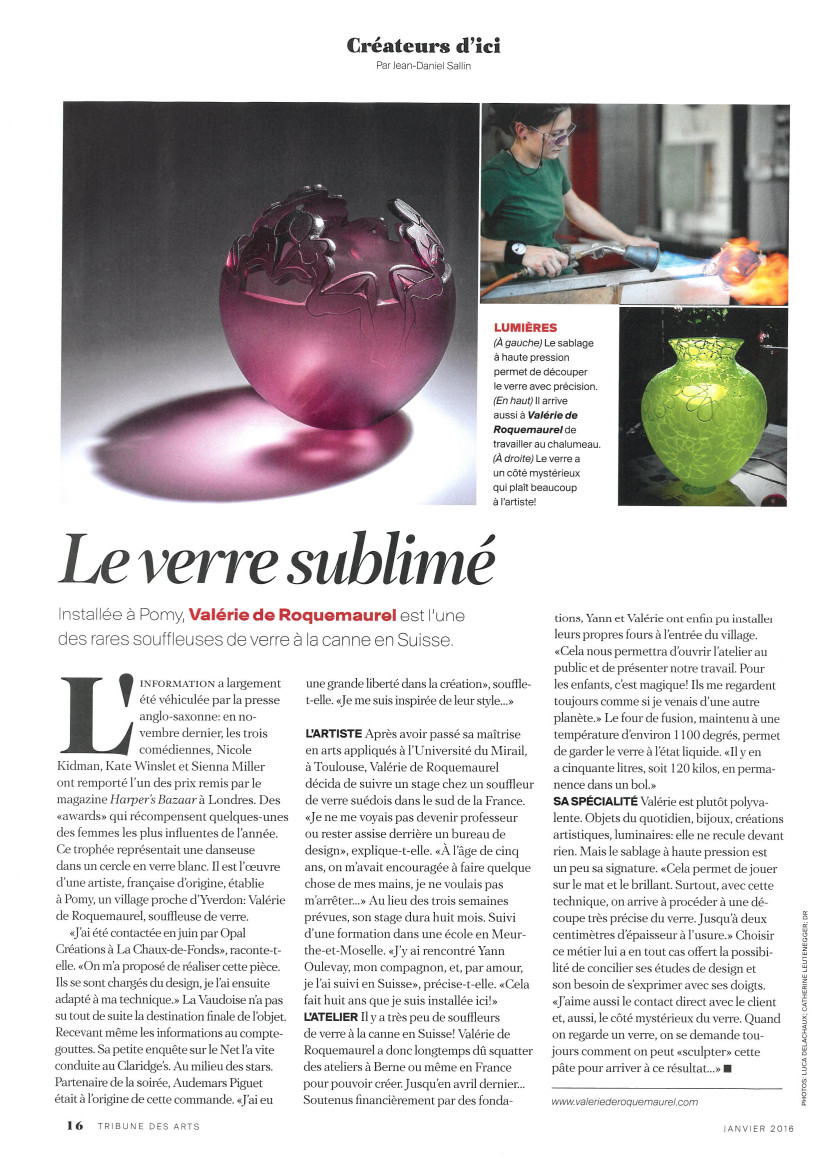 Créateurs d'ici
Par Jean-Daniel Sallin
LUMIÈRES
(À gauche) Le sablage
à haute pression
permet de découper
le verre avec précision.
(En haut) Il arrive
aussi à Valérie de
Roquemaurel de
travailler au chalumeau.
(À droite) Le verre a
un côté mystérieux
qui plaît beaucoup
à l'artiste!
Le verre sublimé
Installée à Pomy, Valérie de Roquemaurel est l'une
des rares souffleuses de verre à la canne en Suisse.
L'INFORMATION a largement
été véhiculée par la presse
anglo-saxonne: en no-
vembre dernier, les trois
comédiennes, Nicole
Kidman, Kate Winslet et Sienna Miller
ont remporté l'un des prix remis par le
magazine Harper's Bazaar à Londres. Des
«awards» qui récompensent quelques-unes
des femmes les plus influentes de l'année.
Ce trophée représentait une danseuse
dans un cercle en verre blanc. Il est l'œuvre
d'une artiste, française d'origine, établie
à Pomy, un village proche d'Yverdon: Valérie
de Roquemaurel, souffleuse de verre.
«J'ai été contactée en juin par Opal
Créations à La Chaux-de-Fonds», raconte-t-
elle. «On m'a proposé de réaliser cette pièce.
Ils se sont chargés du design, je l'ai ensuite
adapté à ma technique.» La Vaudoise n'a pas
su tout de suite la destination finale de l'objet.
Recevant même les informations au compte-
gouttes. Sa petite enquête sur le Net l'a vite
conduite au Claridge's. Au milieu des stars.
Partenaire de la soirée, Audemars Piguet
était à l'origine de cette commande. «J'ai eu
une grande liberté dans la création», souffle-
t-elle. «Je me suis inspirée de leur style...»
L'ARTISTE Après avoir passé sa maîtrise
en arts appliqués à l'Université du Mirail,
à Toulouse, Valérie de Roquemaurel
décida de suivre un stage chez un souffleur
de verre suédois dans le sud de la France.
«Je ne me voyais pas devenir professeur
ou rester assise derrière un bureau de
design», explique-t-elle. «À l'âge de cinq
ans, on m'avait encouragée à faire quelque
chose de mes mains, je ne voulais pas
m'arrêter...» Au lieu des trois semaines
prévues, son stage dura huit mois. Suivi
d'une formation dans une école en Meur-
the-et-Moselle. «J'y ai rencontré Yann
Oulevay, mon compagnon, et, par amour,
je l'ai suivi en Suisse», précise-t-elle. «Cela
fait huit ans que je suis installée ici!»
L'ATELIER Il y a très peu de souffleurs
de verre à la canne en Suisse! Valérie de
Roquemaurel a donc longtemps dû squatter
des ateliers à Berne ou même en France
pour pouvoir créer. Jusqu'en avril dernier...
Soutenus financièrement par des fonda-
tions, Yann et Valérie ont enfin pu installer
leurs propres fours à l'entrée du village.
«Cela nous permettra d'ouvrir l'atelier au
public et de présenter notre travail. Pour
les enfants, c'est magique! Ils me regardent
toujours comme si je venais d'une autre
planète.» Le four de fusion, maintenu à une
température d'environ 1100 degrés, permet
de garder le verre à l'état liquide. «Il y en
a cinquante litres, soit 120 kilos, en perma-
nence dans un bol.»
SA SPÉCIALITÉ Valérie est plutôt polyva-
lente. Objets du quotidien, bijoux, créations
artistiques, luminaires: elle ne recule devant
rien. Mais le sablage à haute pression est
un peu sa signature. «Cela permet de jouer
sur le mat et le brillant. Surtout, avec cette
technique, on arrive à procéder à une dé-
coupe très précise du verre. Jusqu'à deux
centimètres d'épaisseur à l'usure.» Choisir
ce métier lui a en tout cas offert la possibi-
lité de concilier ses études de design et
son besoin de s'exprimer avec ses doigts.
«J'aime aussi le contact direct avec le client
et, aussi, le côté mystérieux du verre. Quand
on regarde un verre, on se demande tou-
jours comment on peut «sculpter» cette
pâte pour arriver à ce résultat...» ■
www.valeriederoquemaurel.com
PHOTOS: LUCA DELACHAUX; CATHERINE LEUTENEGGER; DR
16 TRIBUNE DES ARTS
JANVIER 2016